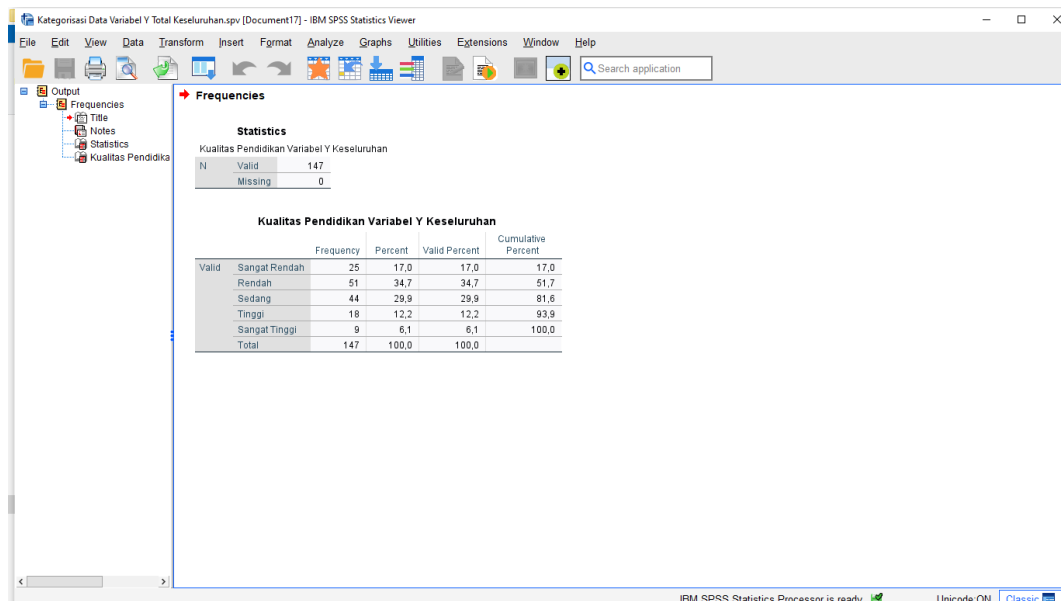 Kategorisasi Data Variabel Y Total Keseluruhan.spv [Document17] - IBM SPSS Statistics Viewer
File Edit View Data Transform Insert Format Analyze Graphs Utilities Extensions Window Help
Search application
Output
Frequencies
Title
Notes
Statistics
Kualitas Pendidika
Frequencies
Statistics
Kualitas Pendidikan Variabel Y Keseluruhan
N Valid 147
Missing 0
Kualitas Pendidikan Variabel Y Keseluruhan
Frequency Percent Valid Percent Cumulative Percent
Valid Sangat Rendah 25 17,0 17,0 17,0
Rendah 51 34,7 34,7 51,7
Sedang 44 29,9 29,9 81,6
Tinggi 18 12,2 12,2 93,9
Sangat Tinggi 9 6,1 6,1 100,0
Total 147 100,0 100,0
IBM SPSS Statistics Processor is ready Unicode:ON Classic